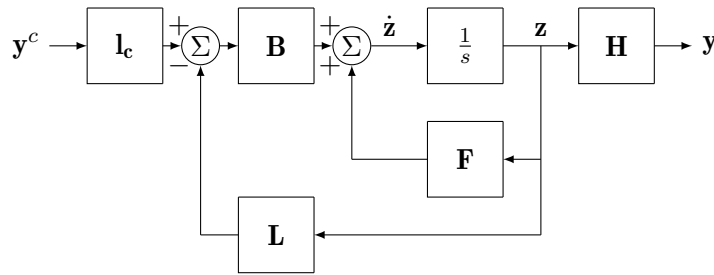 + + ż z
y^c l_c Σ B Σ 1/s H y
− +
F
L